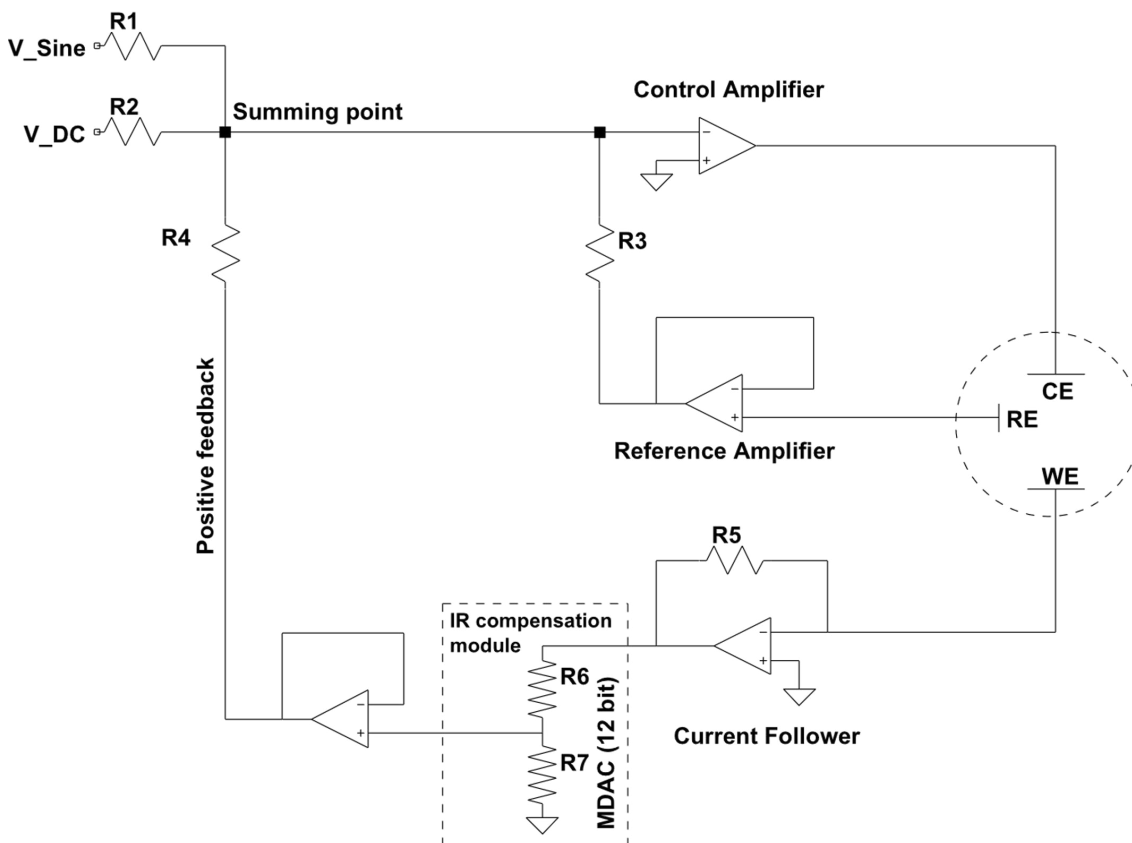 R1
V_Sine
R2
V_DC
Summing point
Control Amplifier
-
+
R4
R3
Positive feedback
-
+
Reference Amplifier
CE
RE
WE
R5
-
+
Current Follower
IR compensation
module
R6
R7
MDAC (12 bit)
-
+